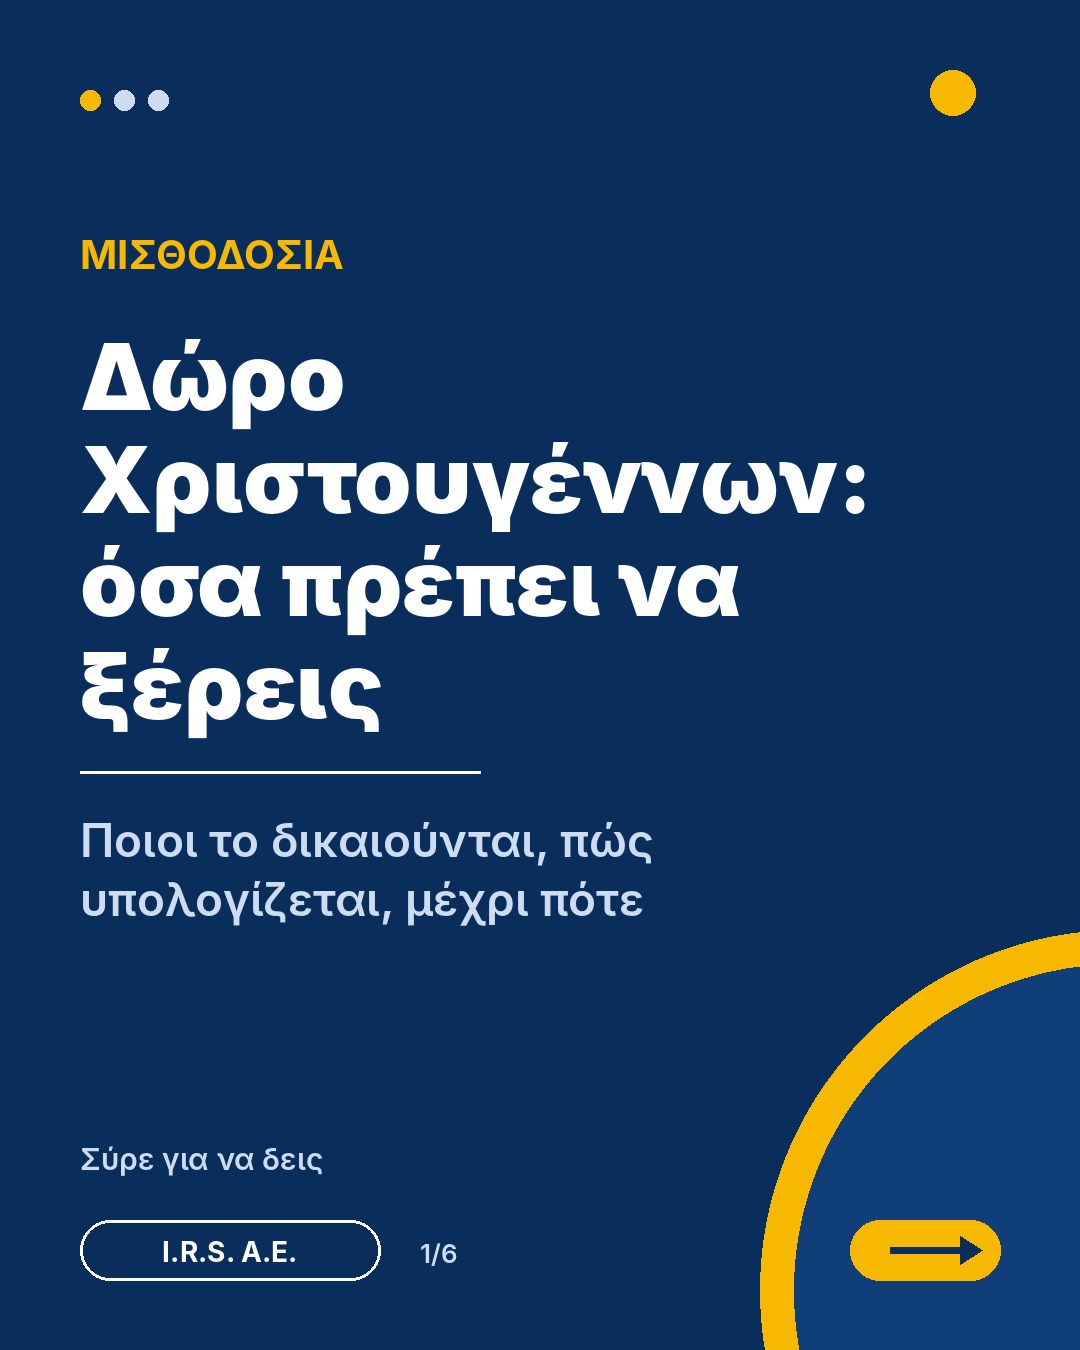 ΜΙΣΘΟΔΟΣΙΑ
Δώρο
Χριστουγέννων:
όσα πρέπει να
ξέρεις
Ποιοι το δικαιούνται, πώς
υπολογίζεται, μέχρι πότε
Σύρε για να δεις
I.R.S. A.E.
1/6